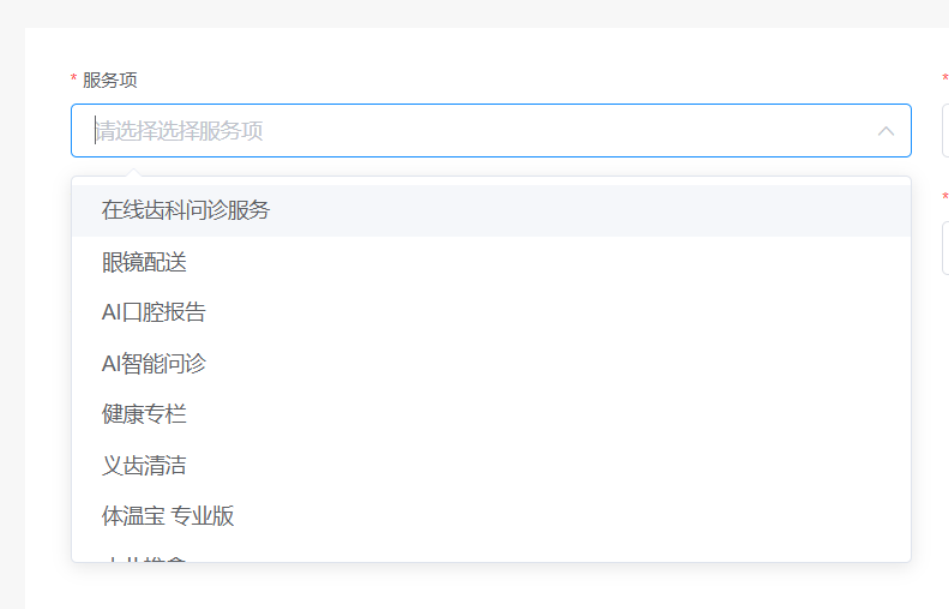 * 服务项
请选择选择服务项
在线齿科问诊服务
眼镜配送
AI口腔报告
AI智能问诊
健康专栏
义齿清洁
体温宝 专业版
*
*